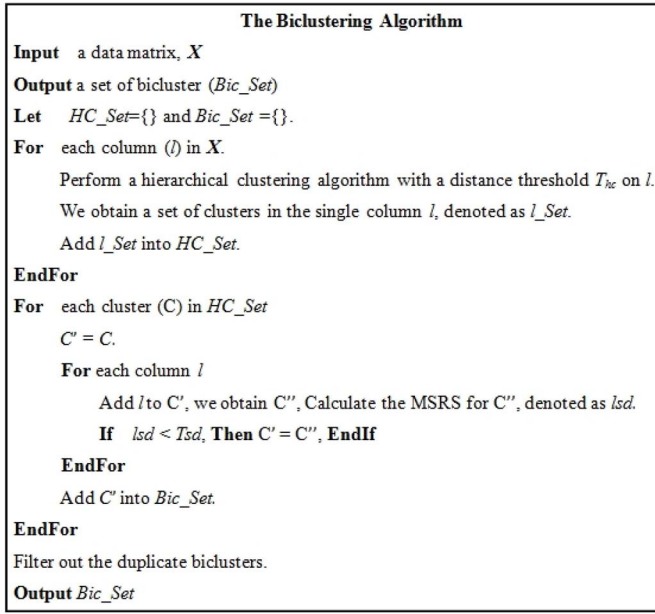 The Biclustering Algorithm
Input a data matrix, X
Output a set of bicluster (Bic_Set)
Let HC_Set={} and Bic_Set ={}.
For each column (l) in X.
Perform a hierarchical clustering algorithm with a distance threshold Thc on l.
We obtain a set of clusters in the single column l, denoted as l_Set.
Add l_Set into HC_Set.
EndFor
For each cluster (C) in HC_Set
C' = C.
For each column l
Add l to C', we obtain C'', Calculate the MSRS for C'', denoted as lsd.
If lsd < Tsd, Then C' = C'', EndIf
EndFor
Add C' into Bic_Set.
EndFor
Filter out the duplicate biclusters.
Output Bic_Set